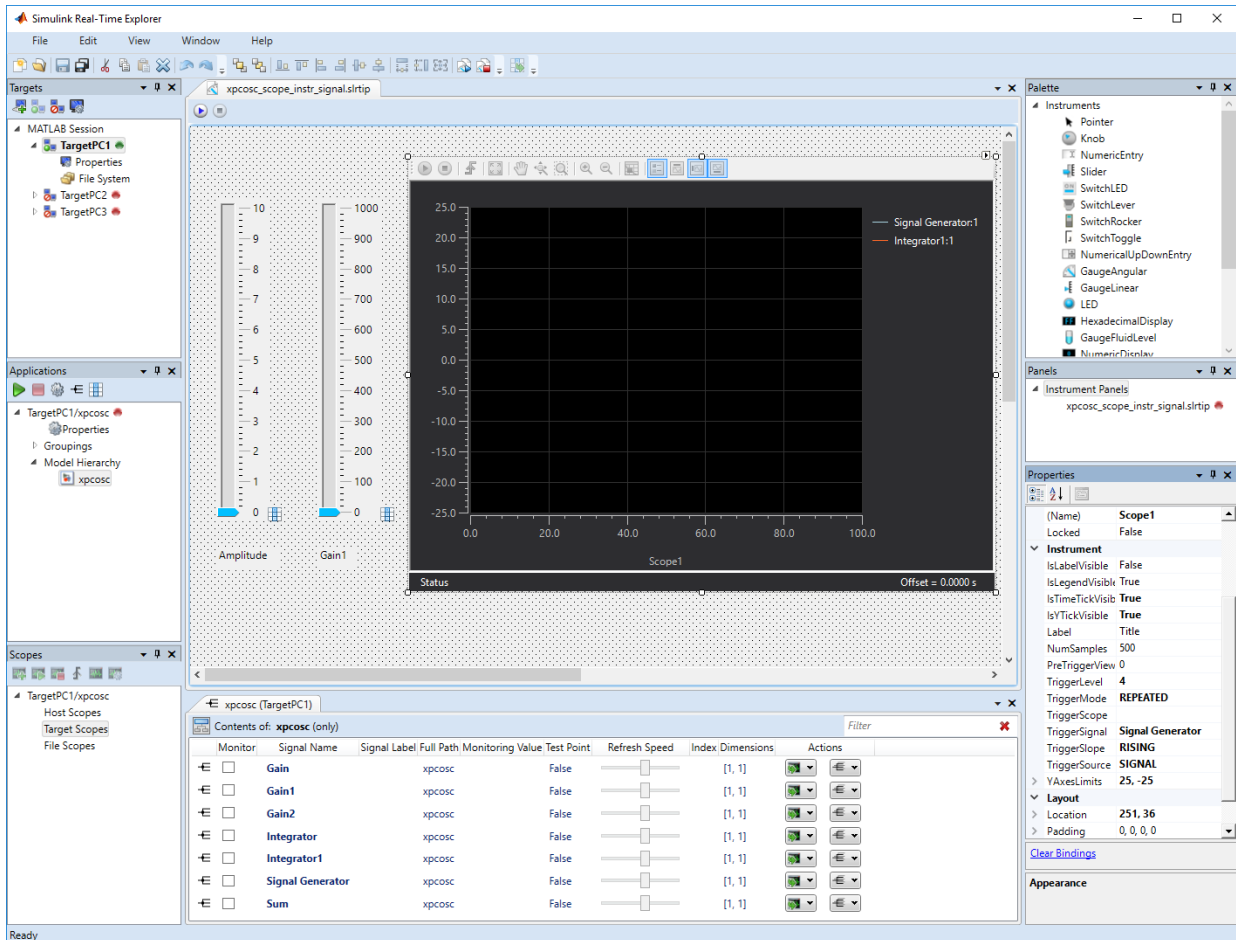 Simulink Real-Time Explorer
File Edit View Window Help
Targets
MATLAB Session
TargetPC1
Properties
File System
TargetPC2
TargetPC3
Applications
TargetPC1/xpcosc
Properties
Groupings
Model Hierarchy
xpcosc
Scopes
TargetPC1/xpcosc
Host Scopes
Target Scopes
File Scopes
xpcosc_scope_instr_signal.slrtip
10
9
8
7
6
5
4
3
2
1
0
Amplitude
1000
900
800
700
600
500
400
300
200
100
0
Gain1
25.0
20.0
15.0
10.0
5.0
0.0
-5.0
-10.0
-15.0
-20.0
-25.0
0.0 20.0 40.0 60.0 80.0 100.0
Scope1
Signal Generator:1
Integrator1:1
Status Offset = 0.0000 s
xpcosc (TargetPC1)
Contents of: xpcosc (only) Filter
Monitor Signal Name Signal Label Full Path Monitoring Value Test Point Refresh Speed Index Dimensions Actions
Gain xpcosc False [1, 1]
Gain1 xpcosc False [1, 1]
Gain2 xpcosc False [1, 1]
Integrator xpcosc False [1, 1]
Integrator1 xpcosc False [1, 1]
Signal Generator xpcosc False [1, 1]
Sum xpcosc False [1, 1]
Palette
Instruments
Pointer
Knob
NumericEntry
Slider
SwitchLED
SwitchLever
SwitchRocker
SwitchToggle
NumericalUpDownEntry
GaugeAngular
GaugeLinear
LED
HexadecimalDisplay
GaugeFluidLevel
NumericDisplay
Panels
Instrument Panels
xpcosc_scope_instr_signal.slrtip
Properties
(Name) Scope1
Locked False
Instrument
IsLabelVisible False
IsLegendVisible True
IsTimeTickVisib True
IsYTickVisible True
Label Title
NumSamples 500
PreTriggerView 0
TriggerLevel 4
TriggerMode REPEATED
TriggerScope
TriggerSignal Signal Generator
TriggerSlope RISING
TriggerSource SIGNAL
YAxesLimits 25, -25
Layout
Location 251, 36
Padding 0, 0, 0, 0
Clear Bindings
Appearance
Ready